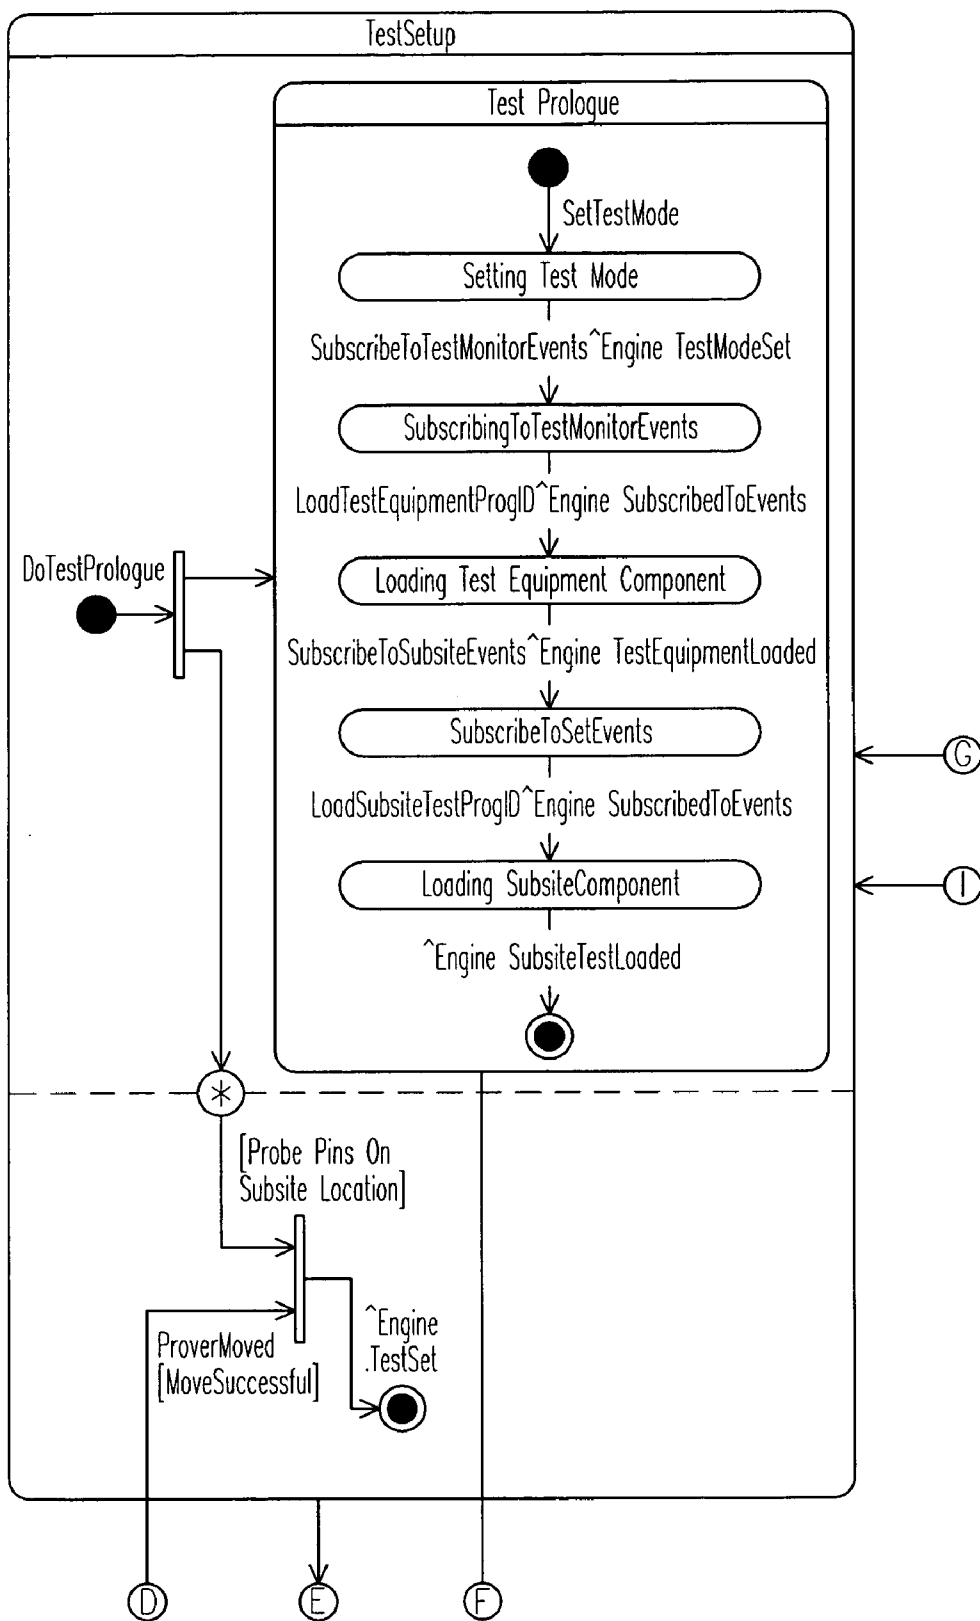 TestSetup
Test Prologue
SetTestMode
Setting Test Mode
SubscribeToTestMonitorEvents^Engine TestModeSet
SubscribingToTestMonitorEvents
LoadTestEquipmentProgID^Engine SubscribedToEvents
DoTestPrologue
Loading Test Equipment Component
SubscribeToSubsiteEvents^Engine TestEquipmentLoaded
SubscribeToSetEvents
G
LoadSubsiteTestProgID^Engine SubscribedToEvents
Loading SubsiteComponent
I
^Engine SubsiteTestLoaded
*
[Probe Pins On
Subsite Location]
^Engine
.TestSet
ProverMoved
[MoveSuccessful]
D
E
F